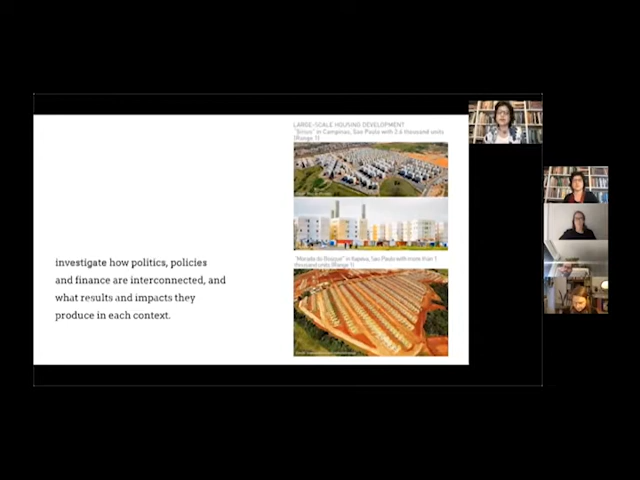 LARGE-SCALE HOUSING DEVELOPMENT
in Campinas, Sao Paulo with 2.6 thousand units
(Range 1)
"Morada do Bosque" in Itapeva, Sao Paulo with more than 1
thousand units (Range 1)
investigate how politics, policies
and finance are interconnected, and
what results and impacts they
produce in each context.